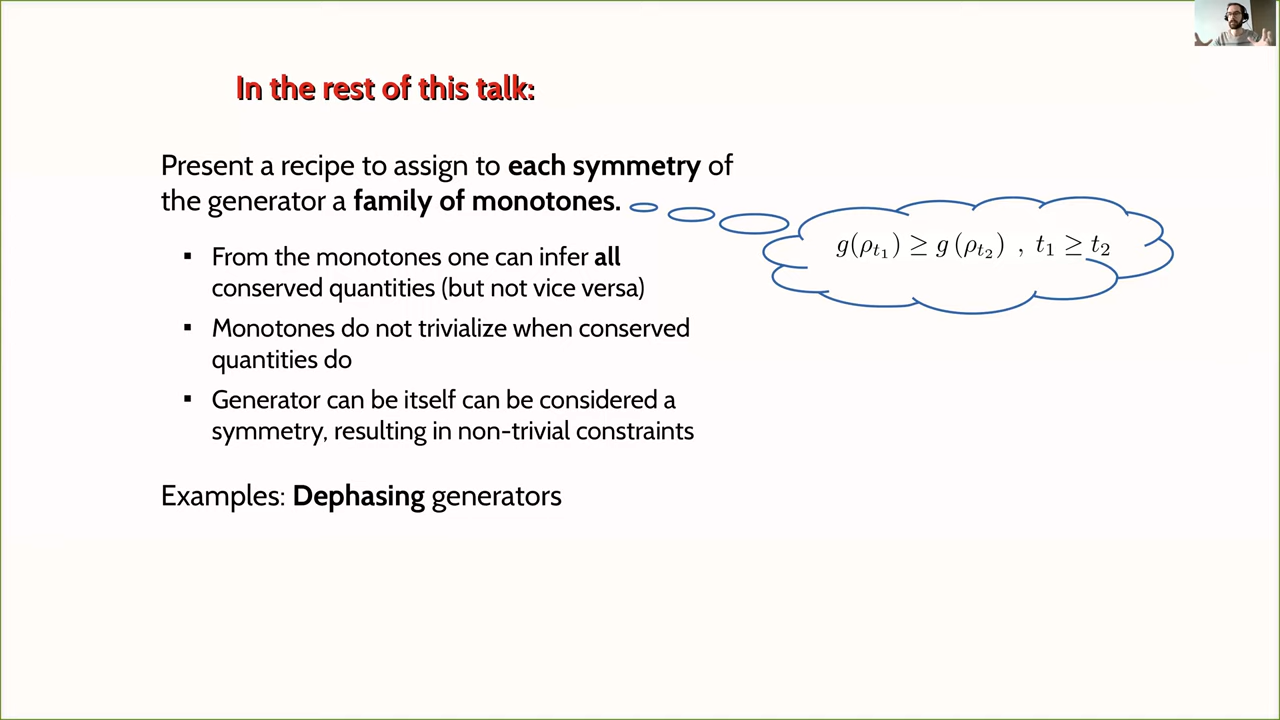 In the rest of this talk:
Present a recipe to assign to each symmetry of
the generator a family of monotones.
g(ρ_{t_1}) ≥ g (ρ_{t_2}) , t_1 ≥ t_2
▪ From the monotones one can infer all
conserved quantities (but not vice versa)
▪ Monotones do not trivialize when conserved
quantities do
▪ Generator can be itself can be considered a
symmetry, resulting in non-trivial constraints
Examples: Dephasing generators